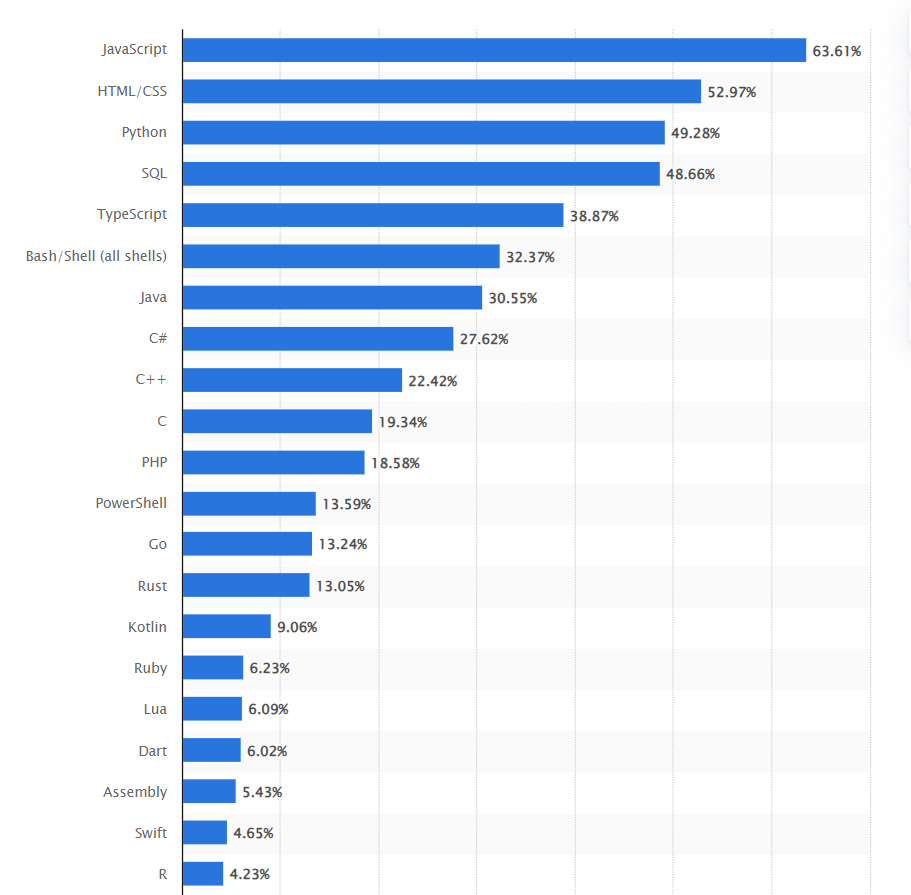 JavaScript 63.61%
HTML/CSS 52.97%
Python 49.28%
SQL 48.66%
TypeScript 38.87%
Bash/Shell (all shells) 32.37%
Java 30.55%
C# 27.62%
C++ 22.42%
C 19.34%
PHP 18.58%
PowerShell 13.59%
Go 13.24%
Rust 13.05%
Kotlin 9.06%
Ruby 6.23%
Lua 6.09%
Dart 6.02%
Assembly 5.43%
Swift 4.65%
R 4.23%